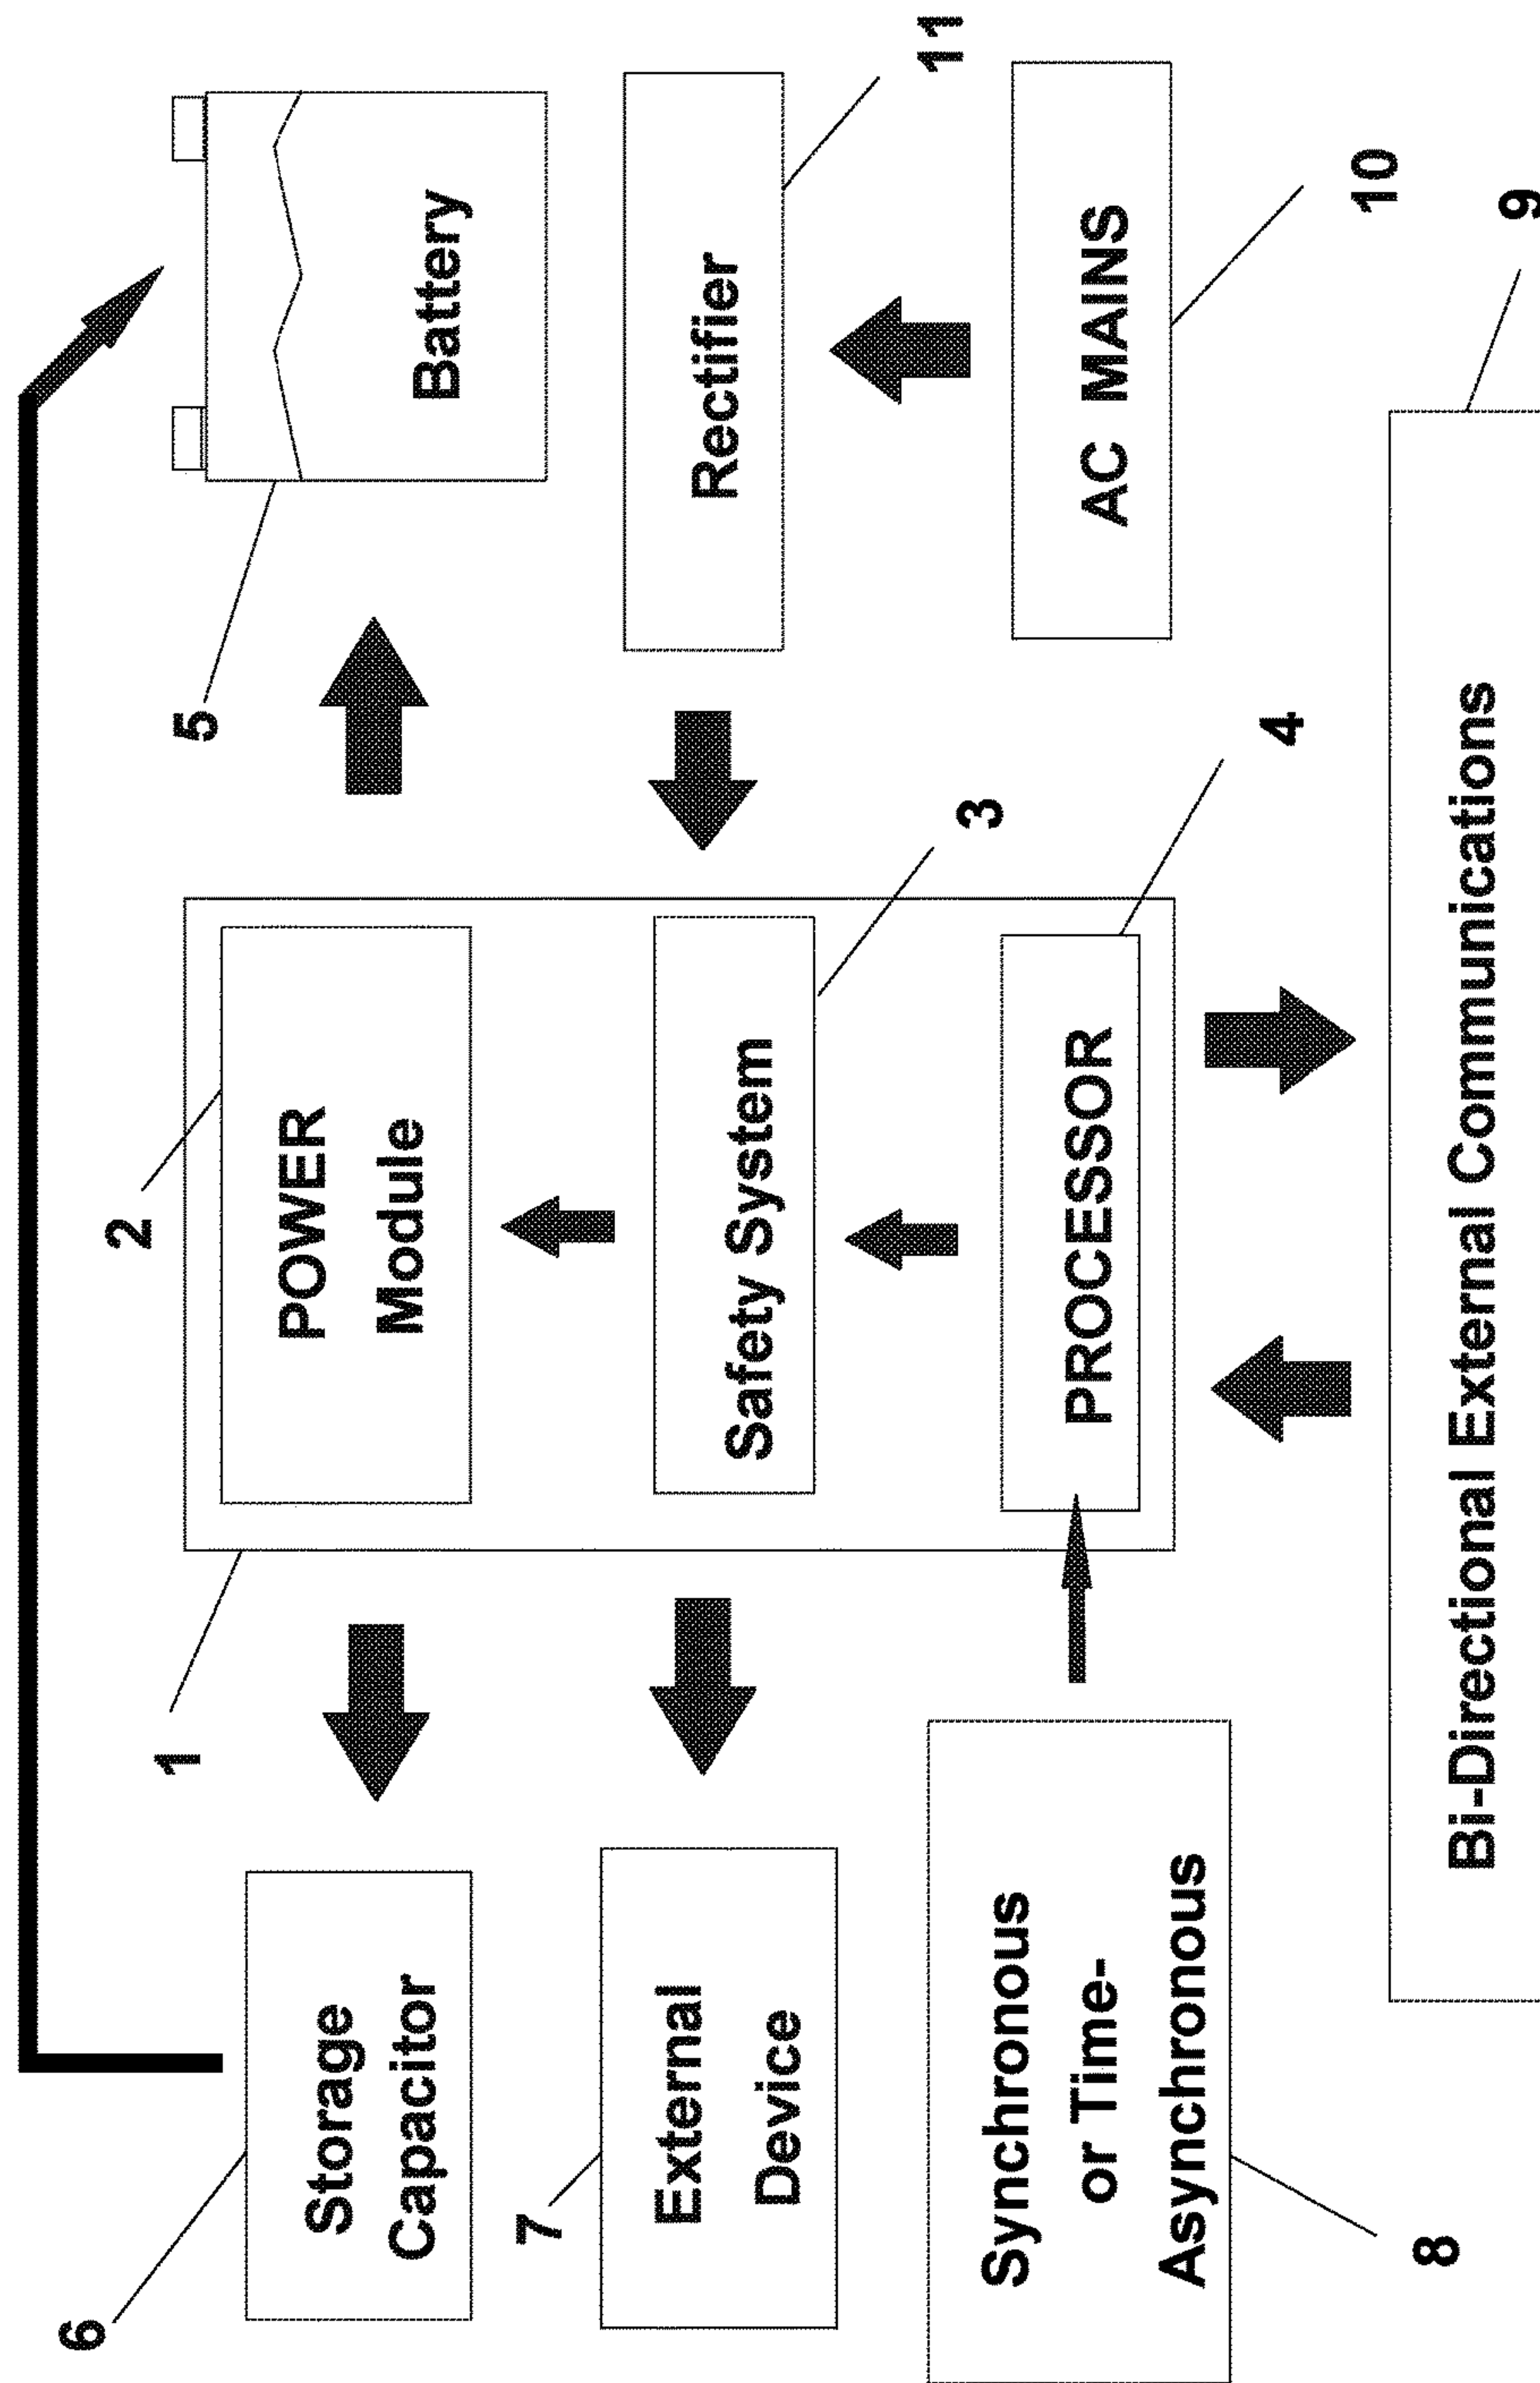 6
1
2
5
Storage
Capacitor
POWER
Module
Battery
7
External
Device
Safety System
Rectifier
3
11
Synchronous
or Time-
Asynchronous
PROCESSOR
AC MAINS
4
10
8
Bi-Directional External Communications
9